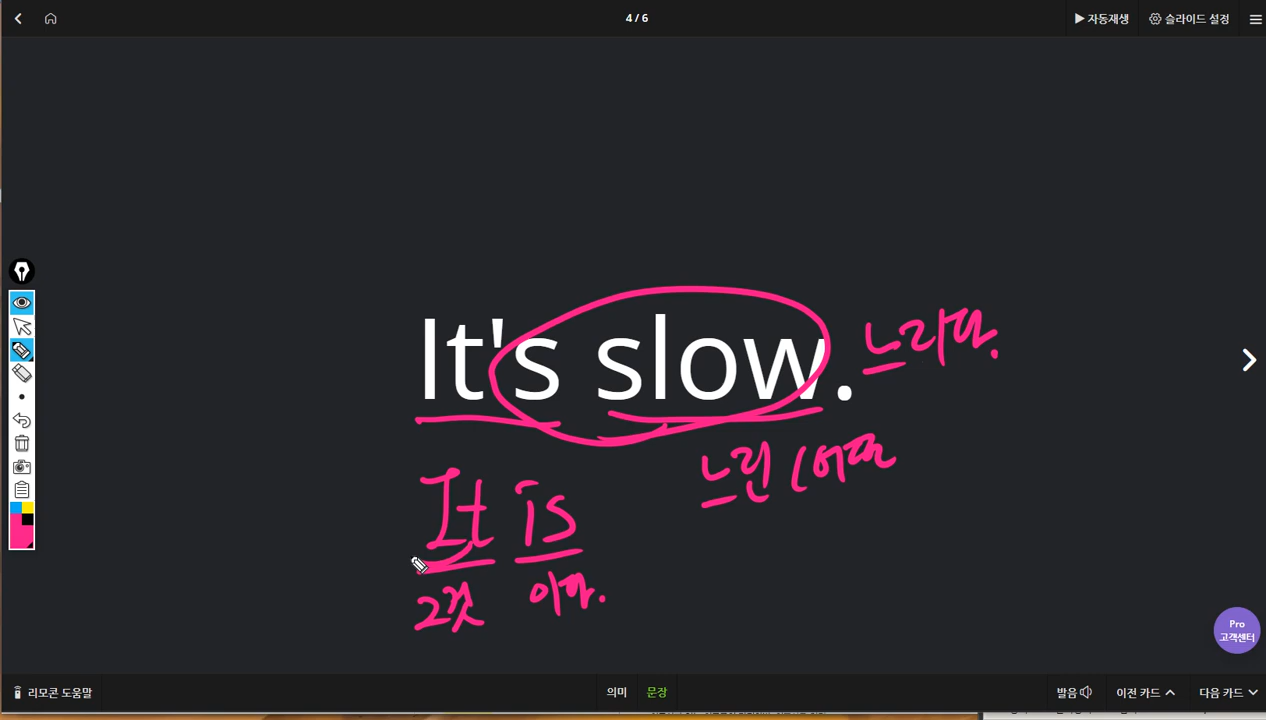 4 / 6
자동재생
슬라이드 설정
It's slow.
느리다.
느린
It is
그것 이다.
Pro
고객센터
리모콘 도움말
의미
문장
발음
이전 카드
다음 카드